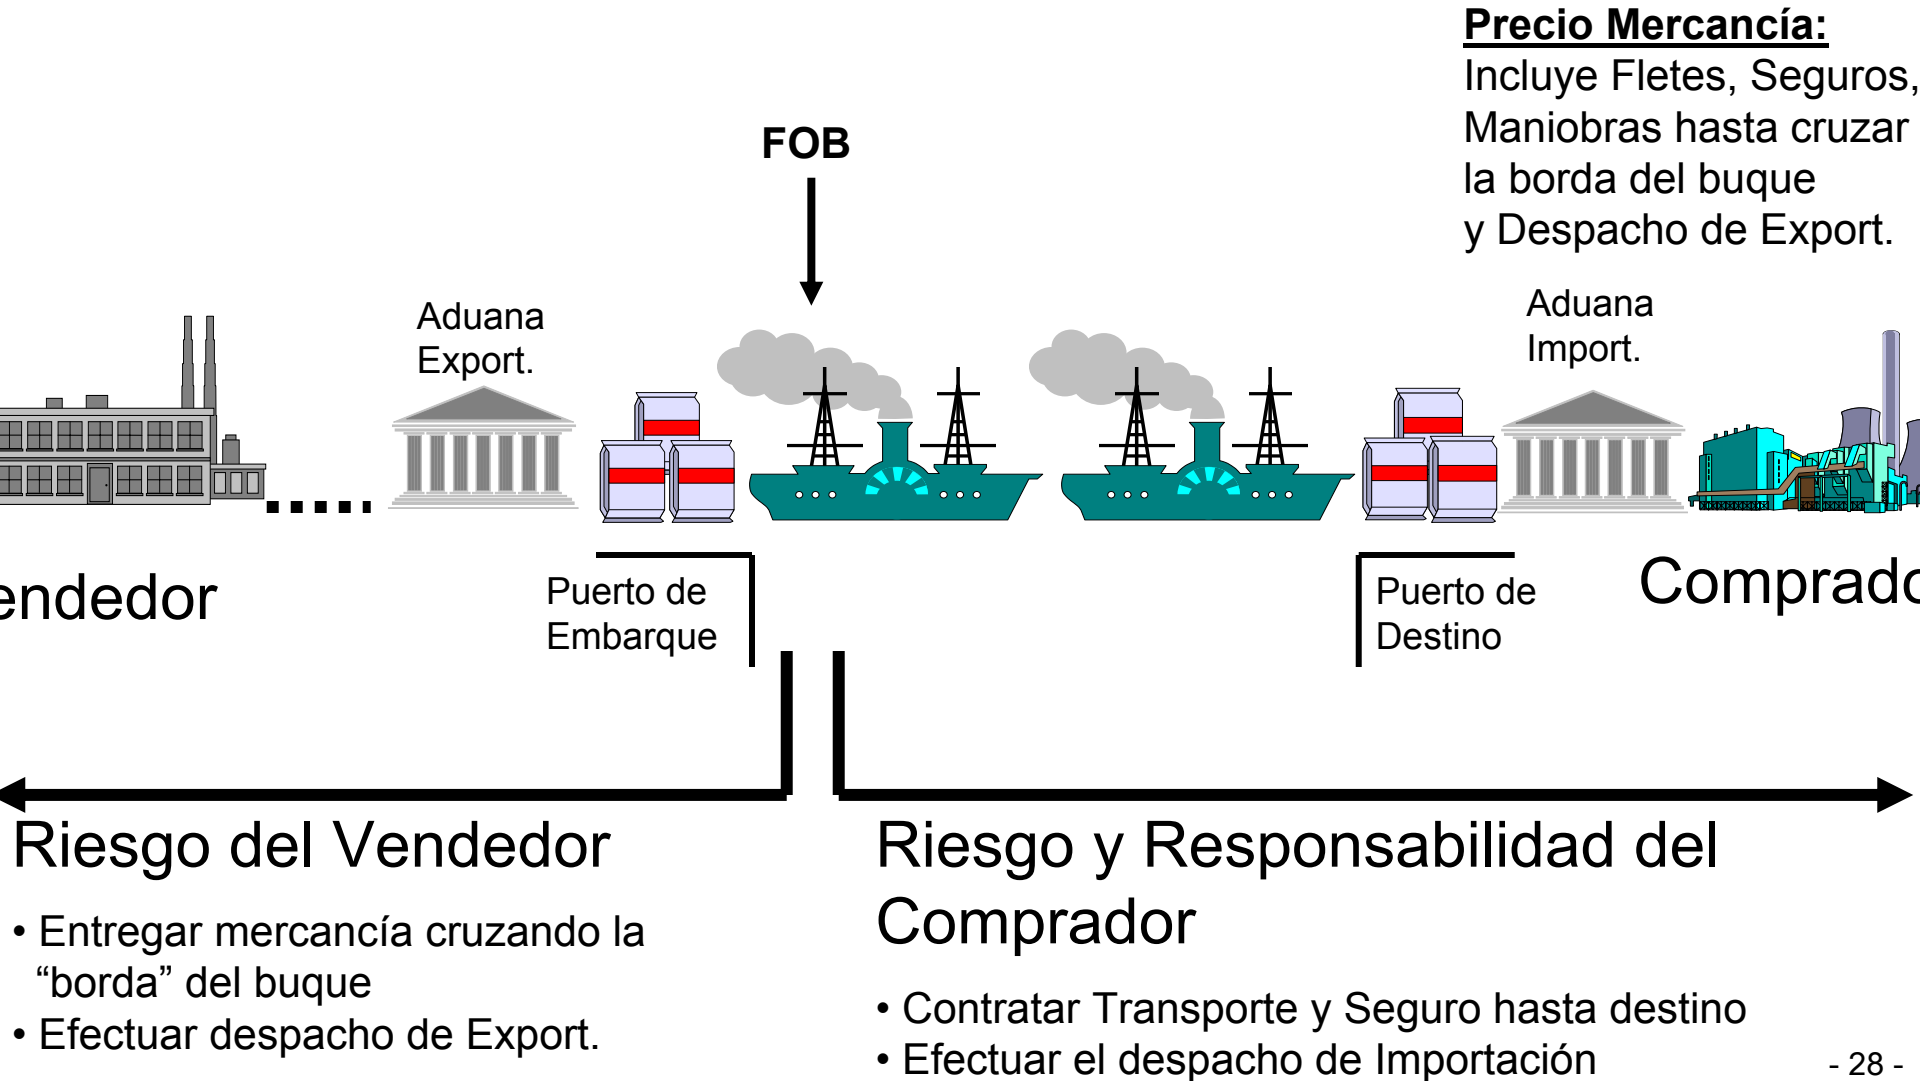 Precio Mercancía:
Incluye Fletes, Seguros,
Maniobras hasta cruzar
la borda del buque
y Despacho de Export.
FOB
Aduana
Export.
Aduana
Import.
endedor
Puerto de
Embarque
Puerto de
Destino
Comprado
Riesgo del Vendedor
• Entregar mercancía cruzando la
“borda” del buque
• Efectuar despacho de Export.
Riesgo y Responsabilidad del
Comprador
• Contratar Transporte y Seguro hasta destino
• Efectuar el despacho de Importación
- 28 -